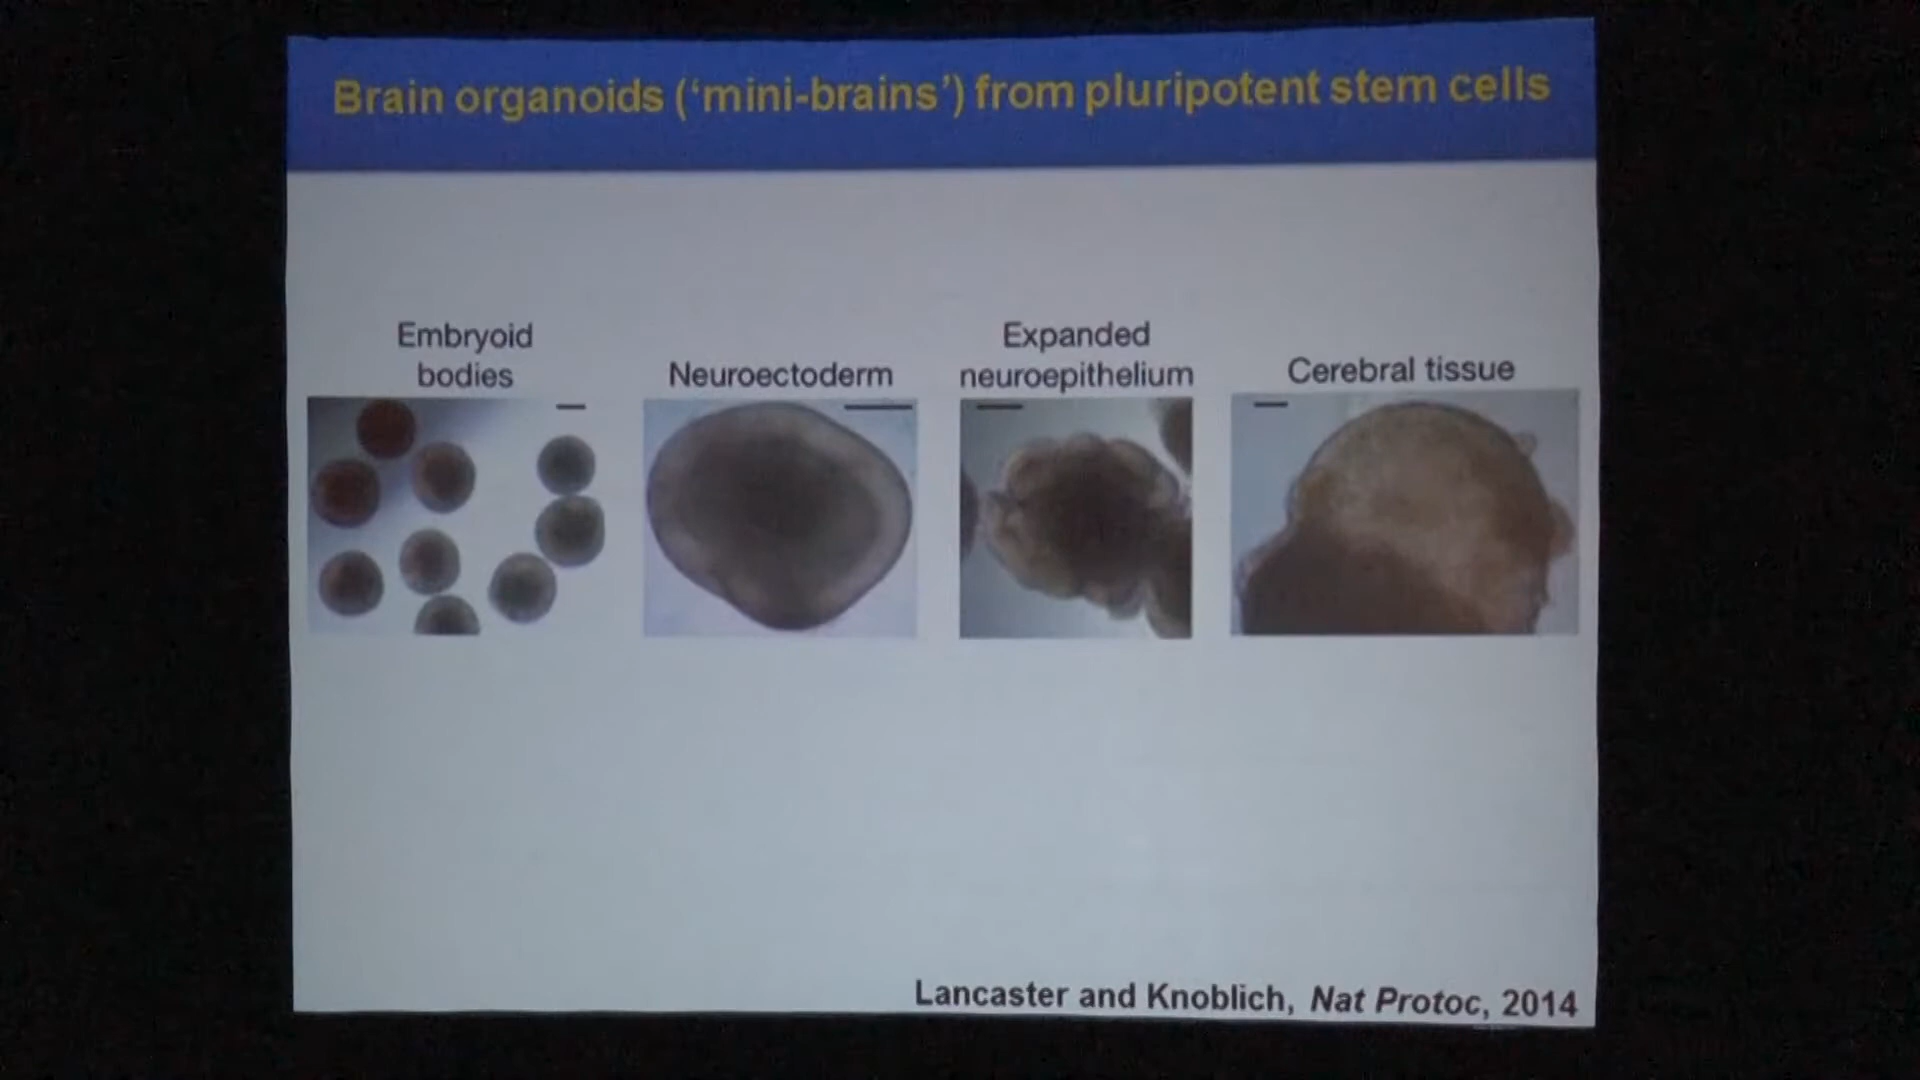 Brain organoids (‘mini-brains’) from pluripotent stem cells
Embryoid
bodies
Neuroectoderm
Expanded
neuroepithelium
Cerebral tissue
Lancaster and Knoblich, Nat Protoc, 2014